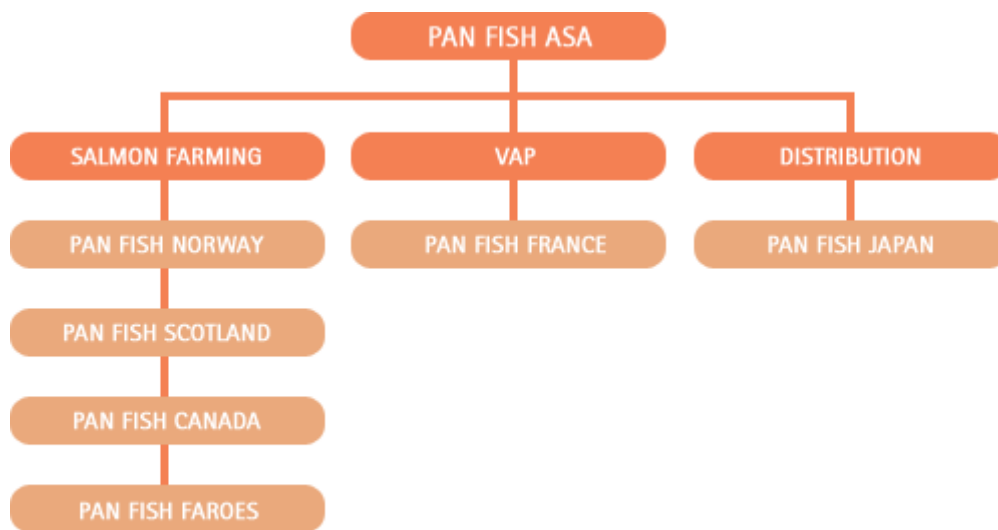 PAN FISH ASA
SALMON FARMING
VAP
DISTRIBUTION
PAN FISH NORWAY
PAN FISH FRANCE
PAN FISH JAPAN
PAN FISH SCOTLAND
PAN FISH CANADA
PAN FISH FAROES